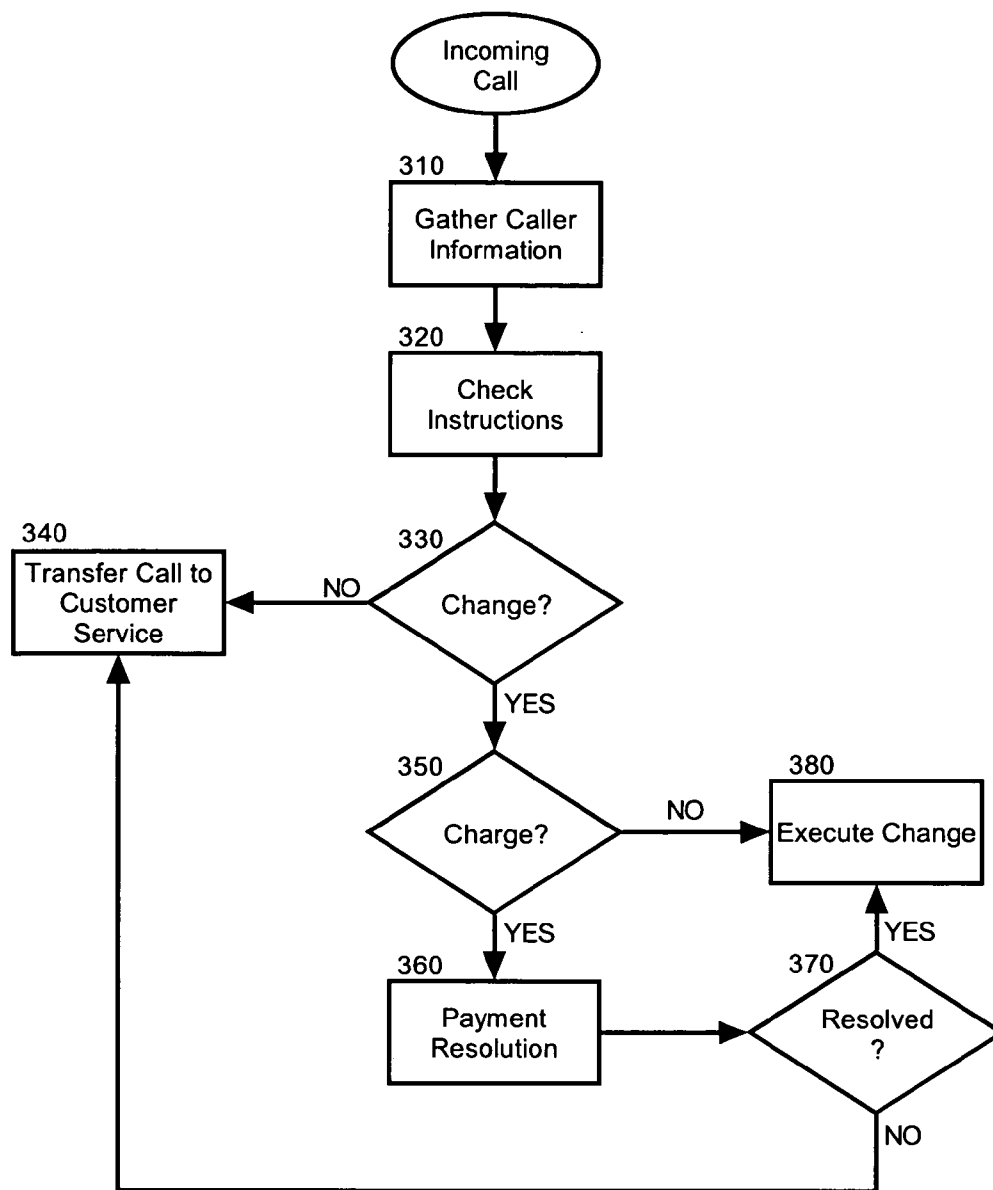 Incoming
Call
310
Gather Caller
Information
320
Check
Instructions
330
Change?
NO
340
Transfer Call to
Customer
Service
YES
350
Charge?
NO
380
Execute Change
YES
360
Payment
Resolution
YES
370
Resolved
?
NO